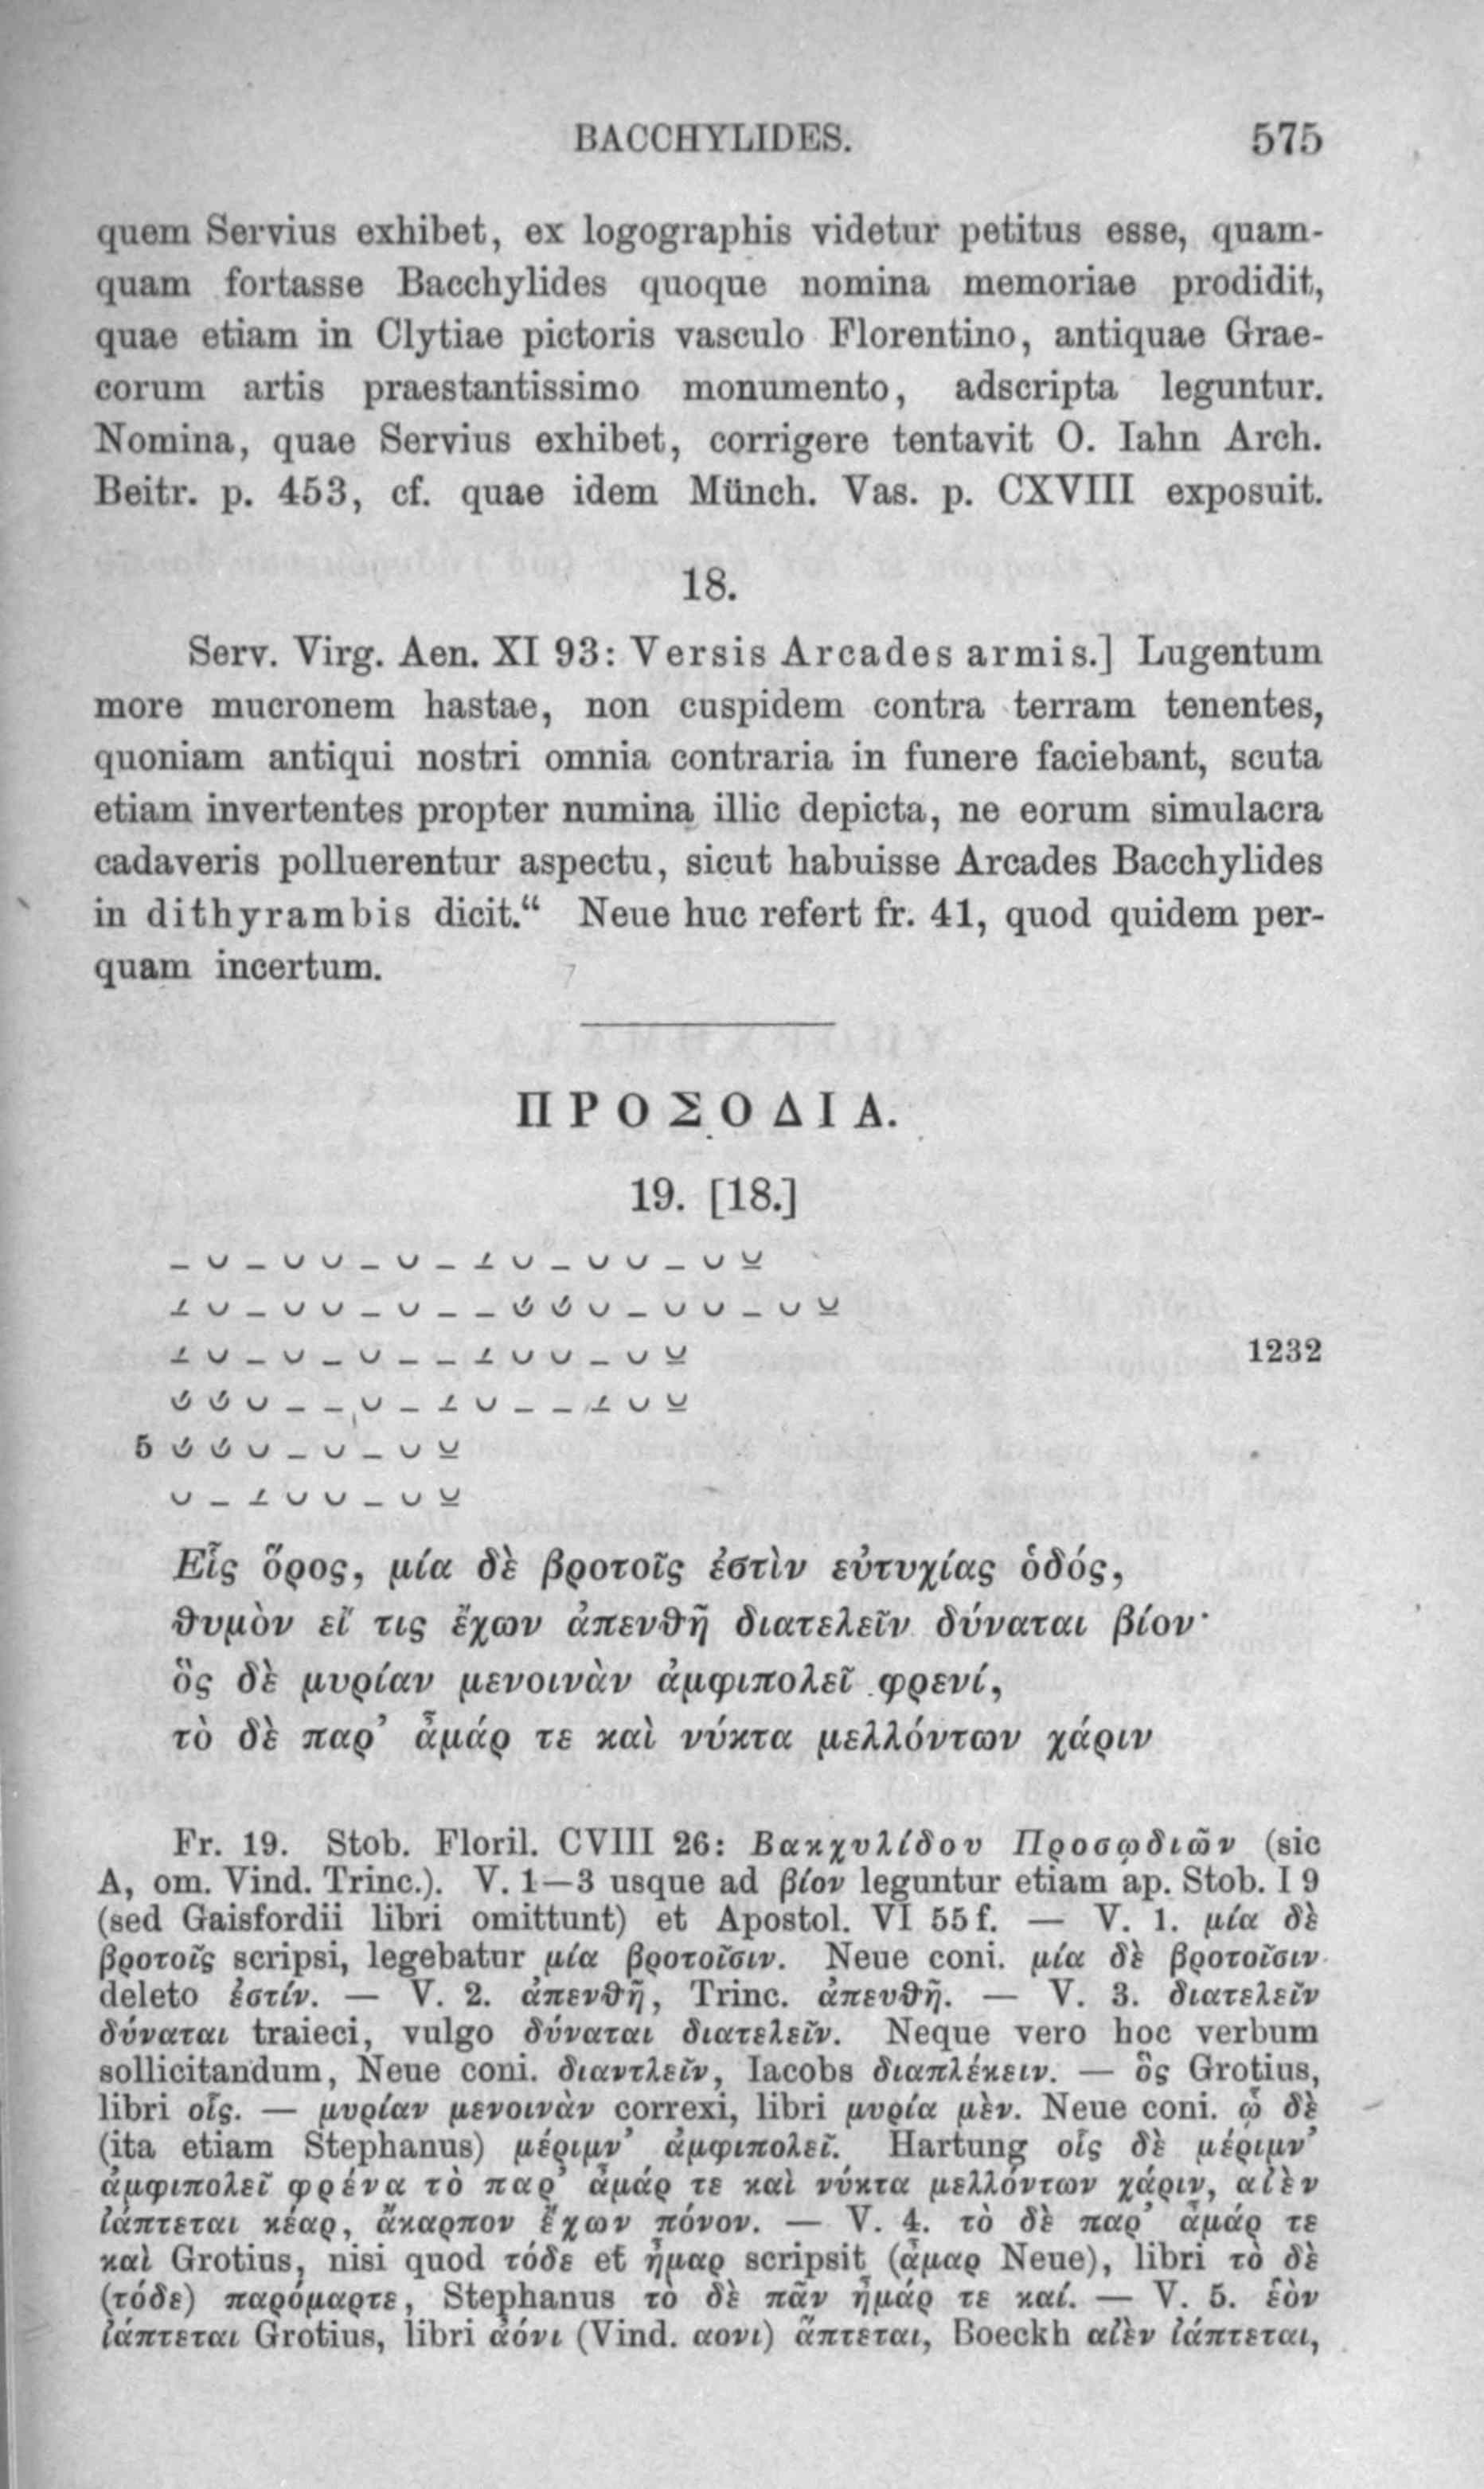 BACCHYLIDES. 575
quem Servius exhibet, ex logographis videtur petitus esse, quam-
quam fortasse Bacchylides quoque nomina memoriae prodidit,
quae etiam in Clytiae pictoris vasculo Florentino, antiquae Grae-
corum artis praestantissimo monumento, adscripta leguntur.
Nomina, quae Servius exhibet, corrigere tentavit O. Iahn Arch.
Beitr. p. 453, cf. quae idem Münch. Vas. p. CXVIII exposuit.
18.
Serv. Virg. Aen. XI 93: Versis Arcades armis.] Lugentum
more mucronem hastae, non cuspidem contra terram tenentes,
quoniam antiqui nostri omnia contraria in funere faciebant, scuta
etiam invertentes propter numina illic depicta, ne eorum simulacra
cadaveris polluerentur aspectu, sicut habuisse Arcades Bacchylides
in dithyrambis dicit.“ Neue huc refert fr. 41, quod quidem per-
quam incertum.
ΠΡΟΣΟΔΙΑ.
19. [18.]
– ⏑ – ⏑ ⏑ – ⏑ – –́ ⏑ – ⏑ ⏑ – ⏑ ⏓
–́ ⏑ – ⏑ ⏑ – ⏑ – – ⏑́ ⏑́ ⏑ – ⏑ ⏑ – ⏑ ⏓
–́ ⏑ – ⏑ – ⏑ – – –́ ⏑ ⏑ – ⏑ ⏓ 1232
⏑́ ⏑́ ⏑ – – ⏑ – –́ ⏑ – – –́ ⏑ ⏓
5 ⏑́ ⏑́ ⏑ – ⏑ – ⏑ ⏓
⏑ – –́ ⏑ ⏑ – ⏑ ⏓
Εἷς ὅρος, μία δὲ βροτοῖς ἐστὶν εὐτυχίας ὁδός,
θυμὸν εἴ τις ἔχων ἀπενθῆ διατελεῖν δύναται βίον·
ὃς δὲ μυρίαν μενοινὰν ἀμφιπολεῖ φρενί,
τὸ δὲ παρ’ ἆμάρ τε καὶ νύκτα μελλόντων χάριν
Fr. 19. Stob. Floril. CVIII 26: Βακχυλίδου Προσῳδιῶν (sic
A, om. Vind. Trinc.). V. 1—3 usque ad βίον leguntur etiam ap. Stob. I 9
(sed Gaisfordii libri omittunt) et Apostol. VI 55 f. — V. 1. μία δὲ
βροτοῖς scripsi, legebatur μία βροτοῖσιν. Neue coni. μία δὲ βροτοῖσιν
deleto ἐστίν. — V. 2. ἀπενθῆ, Trinc. ἀπευθῆ. — V. 3. διατελεῖν
δύναται traieci, vulgo δύναται διατελεῖν. Neque vero hoc verbum
sollicitandum, Neue coni. διαντλεῖν, Iacobs διαπλέκειν. — ὃς Grotius,
libri οἷς. — μυρίαν μενοινὰν correxi, libri μυρία μὲν. Neue coni. ᾧ δὲ
(ita etiam Stephanus) μέριμν’ ἀμφιπολεῖ. Hartung οἷς δὲ μέριμν’
ἀμφιπολεῖ φρένα τὸ παρ’ ἆμάρ τε καὶ νύκτα μελλόντων χάριν, αἰὲν
ἰάπτεται κέαρ, ἄκαρπον ἔχων πόνον. — V. 4. τὸ δὲ παρ’ ἆμάρ τε
καὶ Grotius, nisi quod τόδε et ἦμαρ scripsit (ἆμαρ Neue), libri τὸ δὲ
(τόδε) παρόμαρτε, Stephanus τὸ δὲ πᾶν ἦμάρ τε καί. — V. 5. ἑὸν
ἰάπτεται Grotius, libri ἀόνι (Vind. αονι) ἅπτεται, Boeckh αἰὲν ἰάπτεται,